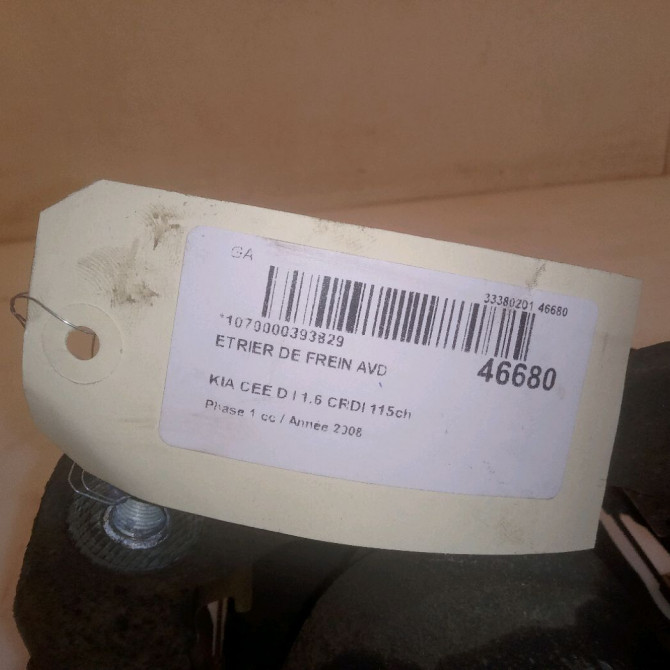 GA
33380201 46680
*1070000393829
ETRIER DE FREIN AVD
46680
KIA CEE D I 1.6 CRDI 115ch
Phase 1 cc / Année 2008